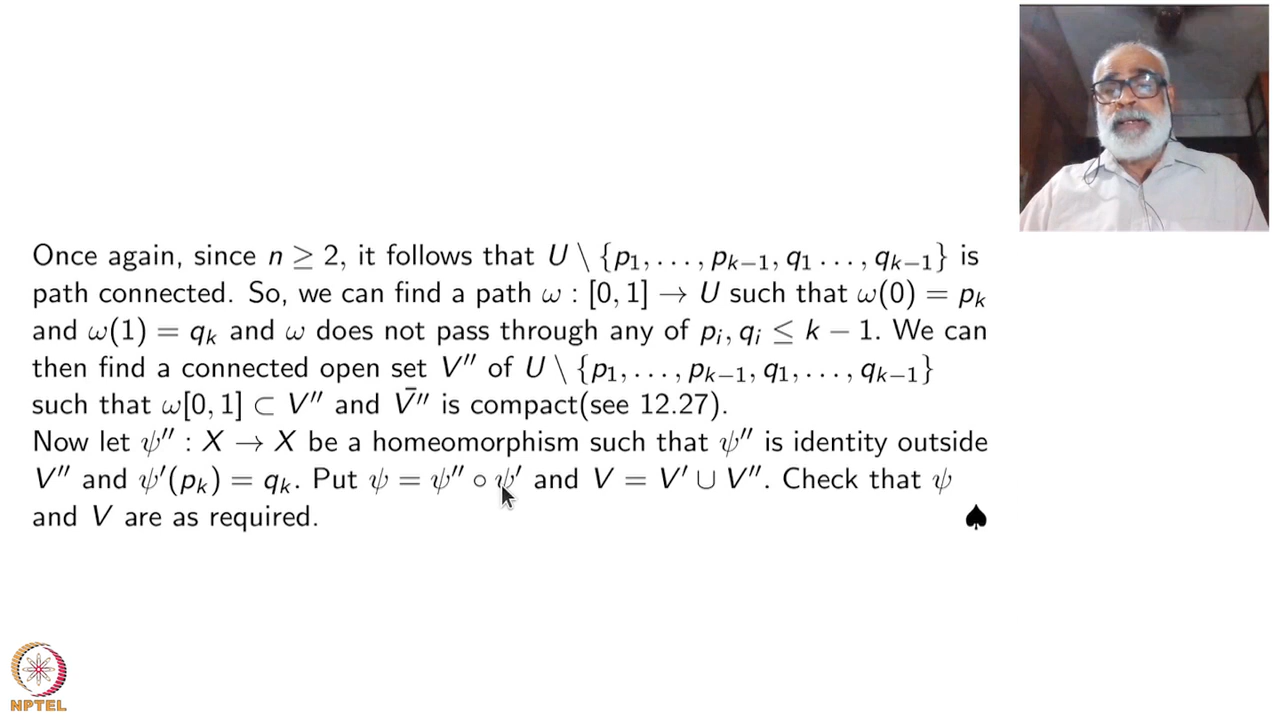 Once again, since n ≥ 2, it follows that U \ {p₁, . . . , pₖ₋₁, q₁ . . . , qₖ₋₁} is
path connected. So, we can find a path ω : [0, 1] → U such that ω(0) = pₖ
and ω(1) = qₖ and ω does not pass through any of pᵢ, qᵢ ≤ k − 1. We can
then find a connected open set V′′ of U \ {p₁, . . . , pₖ₋₁, q₁, . . . , qₖ₋₁}
such that ω[0, 1] ⊂ V′′ and V̄′′ is compact(see 12.27).
Now let ψ′′ : X → X be a homeomorphism such that ψ′′ is identity outside
V′′ and ψ′(pₖ) = qₖ. Put ψ = ψ′′ ∘ ψ′ and V = V′ ∪ V′′. Check that ψ
and V are as required. ♠
NPTEL